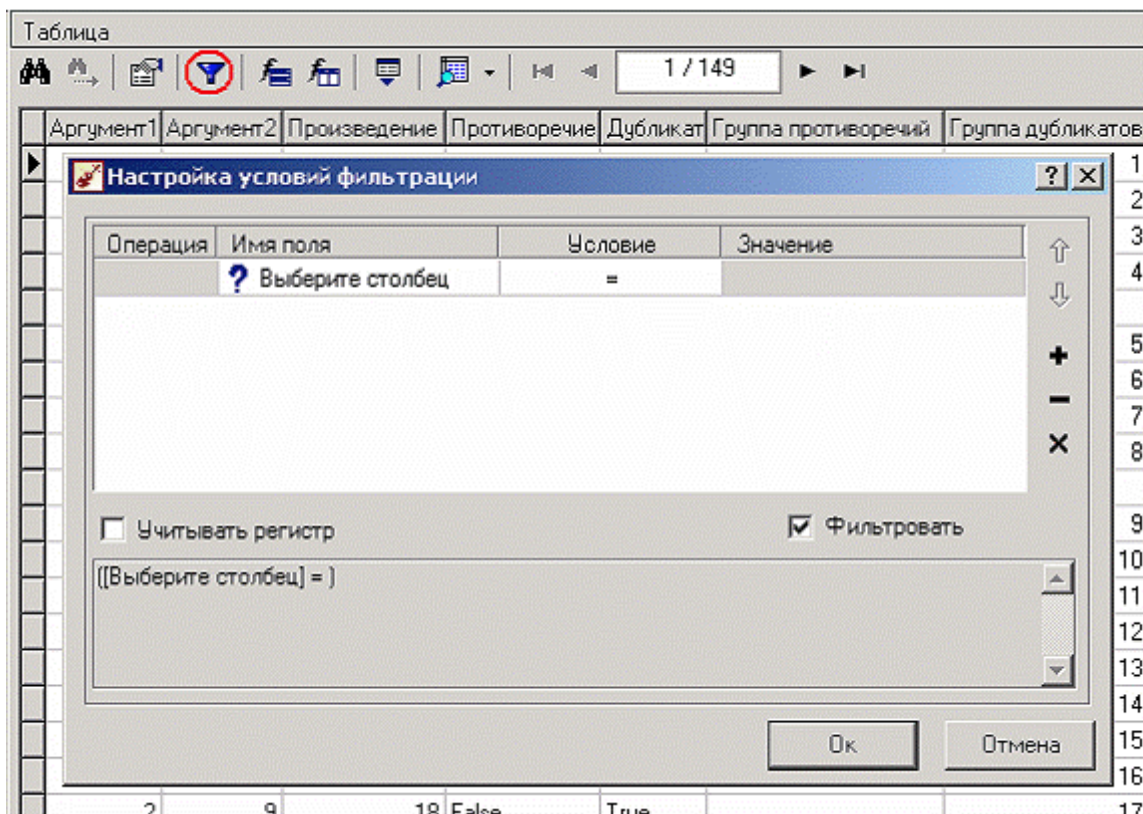 Таблица
1 / 149
Аргумент1 Аргумент2 Произведение Противоречие Дубликат Группа противоречий Группа дубликатов
1
Настройка условий фильтрации
2
Операция Имя поля Условие Значение
3
? Выберите столбец =
4
5
6
7
8
Учитывать регистр Фильтровать
9
([Выберите столбец] = )
10
11
12
13
14
Ок Отмена
15
16
2 9 18 False True 17